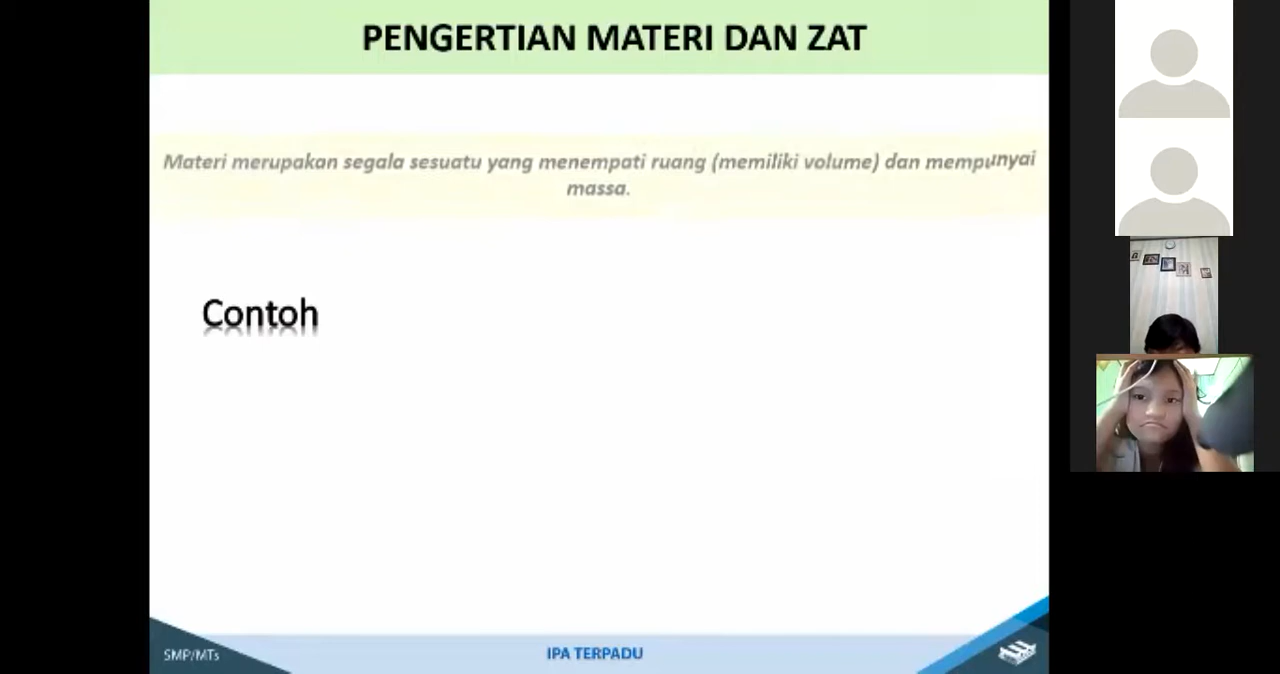 PENGERTIAN MATERI DAN ZAT
Materi merupakan segala sesuatu yang menempati ruang (memiliki volume) dan mempunyai
massa.
Contoh
SMP/MTs
IPA TERPADU